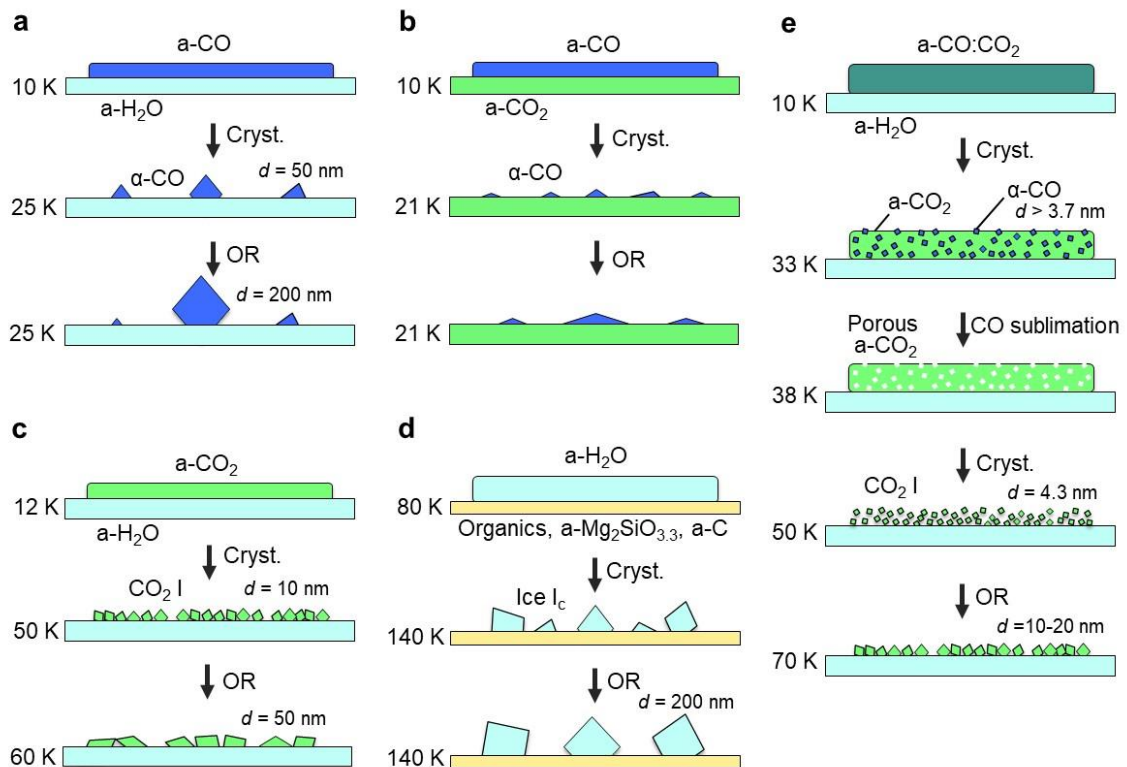 a
a-CO
10 K
a-H₂O
Cryst.
α-CO
d = 50 nm
25 K
OR
d = 200 nm
25 K
b
a-CO
10 K
a-CO₂
Cryst.
α-CO
21 K
OR
21 K
c
a-CO₂
12 K
a-H₂O
Cryst.
CO₂ I
d = 10 nm
50 K
OR
d = 50 nm
60 K
d
a-H₂O
80 K
Organics, a-Mg₂SiO₃.₃, a-C
Cryst.
Ice I꜀
140 K
OR
d = 200 nm
140 K
e
a-CO:CO₂
10 K
a-H₂O
Cryst.
a-CO₂
α-CO
d > 3.7 nm
33 K
Porous
a-CO₂
CO sublimation
38 K
Cryst.
CO₂ I
d = 4.3 nm
50 K
OR
d =10-20 nm
70 K